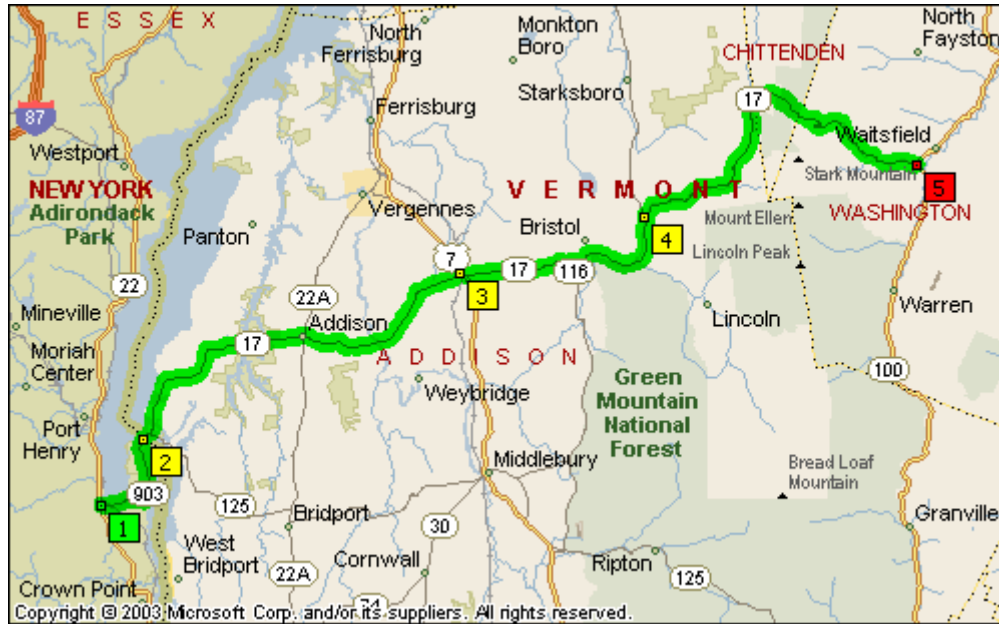 ESSEX
North
Ferrisburg
Monkton
Boro
North
Fayston
CHITTENDEN
Starksboro
87
Ferrisburg
17
Waitsfield
Westport
Stark Mountain
5
NEW YORK
Adirondack
Park
VERMONT
Vergennes
Mount Ellen
WASHINGTON
Panton
Bristol
4
Lincoln Peak
7
17
116
22
22A
3
Mineville
Addison
Lincoln
Warren
17
Moriah
Center
ADDISON
100
Weybridge
Green
Mountain
National
Forest
Port
Henry
2
Middlebury
Bread Loaf
Mountain
903
125
1
Bridport
30
Granville
West
Bridport
Cornwall
Ripton
22A
125
Crown Point
Copyright © 2003 Microsoft Corp. and/or its suppliers. All rights reserved.